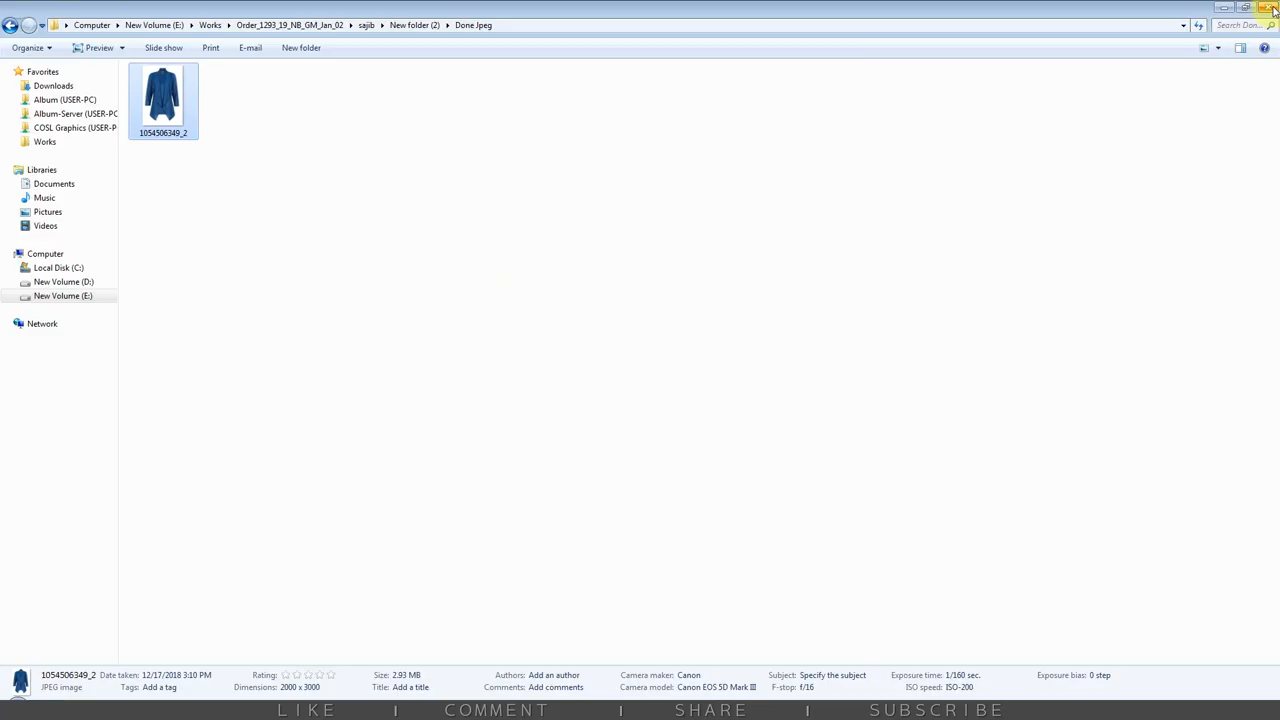 Computer New Volume (E:) Works Order_1293_19_NB_GM_Jan_02 sajib New folder (2) Done Jpeg
Search Don...
Organize Preview Slide show Print E-mail New folder
Favorites
Downloads
Album (USER-PC)
Album-Server (USER-PC
COSL Graphics (USER-P
Works
Libraries
Documents
Music
Pictures
Videos
Computer
Local Disk (C:)
New Volume (D:)
New Volume (E:)
Network
1054506349_2
1054506349_2 Date taken: 12/17/2018 3:10 PM Rating: Size: 2.93 MB Authors: Add an author Camera maker: Canon Subject: Specify the subject Exposure time: 1/160 sec. Exposure bias: 0 step
JPEG image Tags: Add a tag Dimensions: 2000 x 3000 Title: Add a title Comments: Add comments Camera model: Canon EOS 5D Mark III F-stop: f/16 ISO speed: ISO-200
LIKE I COMMENT I SHARE I SUBSCRIBE